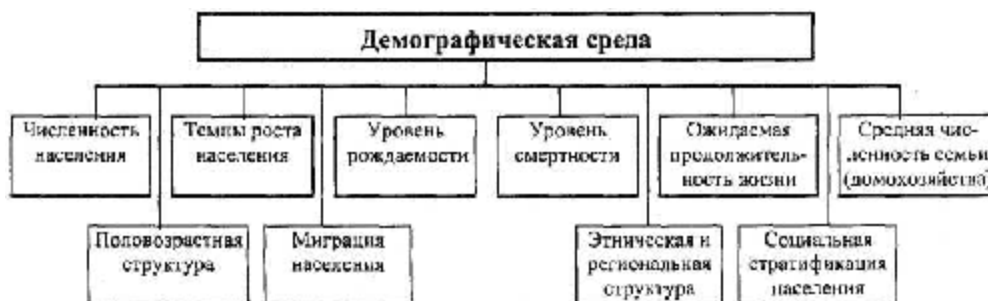 Демографическая среда
Численность
населения
Темпы роста
населения
Уровень
рождаемости
Уровень
смертности
Ожидаемая
продолжитель-
ность жизни
Средняя чис-
ленность семьи
(домохозяйства)
Половозрастная
структура
Миграция
населения
Этническая и
региональная
структура
Социальная
стратификация
населения